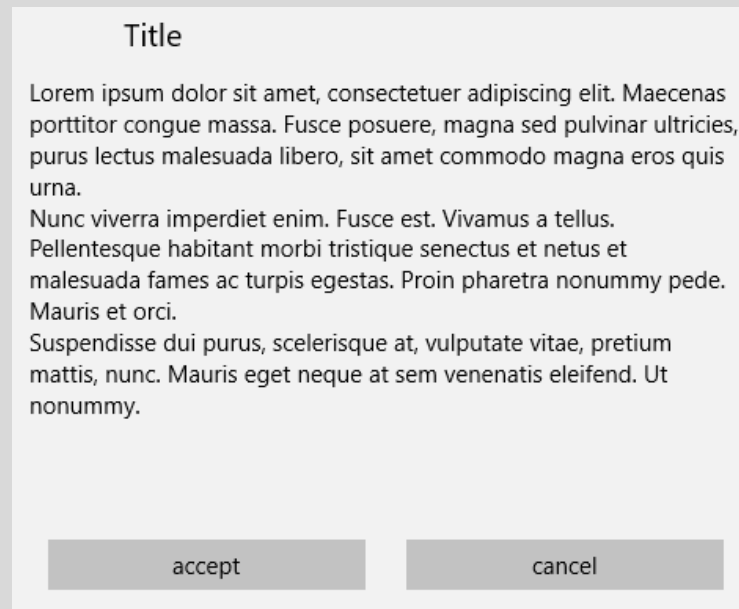 Title
Lorem ipsum dolor sit amet, consectetuer adipiscing elit. Maecenas
porttitor congue massa. Fusce posuere, magna sed pulvinar ultricies,
purus lectus malesuada libero, sit amet commodo magna eros quis
urna.
Nunc viverra imperdiet enim. Fusce est. Vivamus a tellus.
Pellentesque habitant morbi tristique senectus et netus et
malesuada fames ac turpis egestas. Proin pharetra nonummy pede.
Mauris et orci.
Suspendisse dui purus, scelerisque at, vulputate vitae, pretium
mattis, nunc. Mauris eget neque at sem venenatis eleifend. Ut
nonummy.
accept
cancel